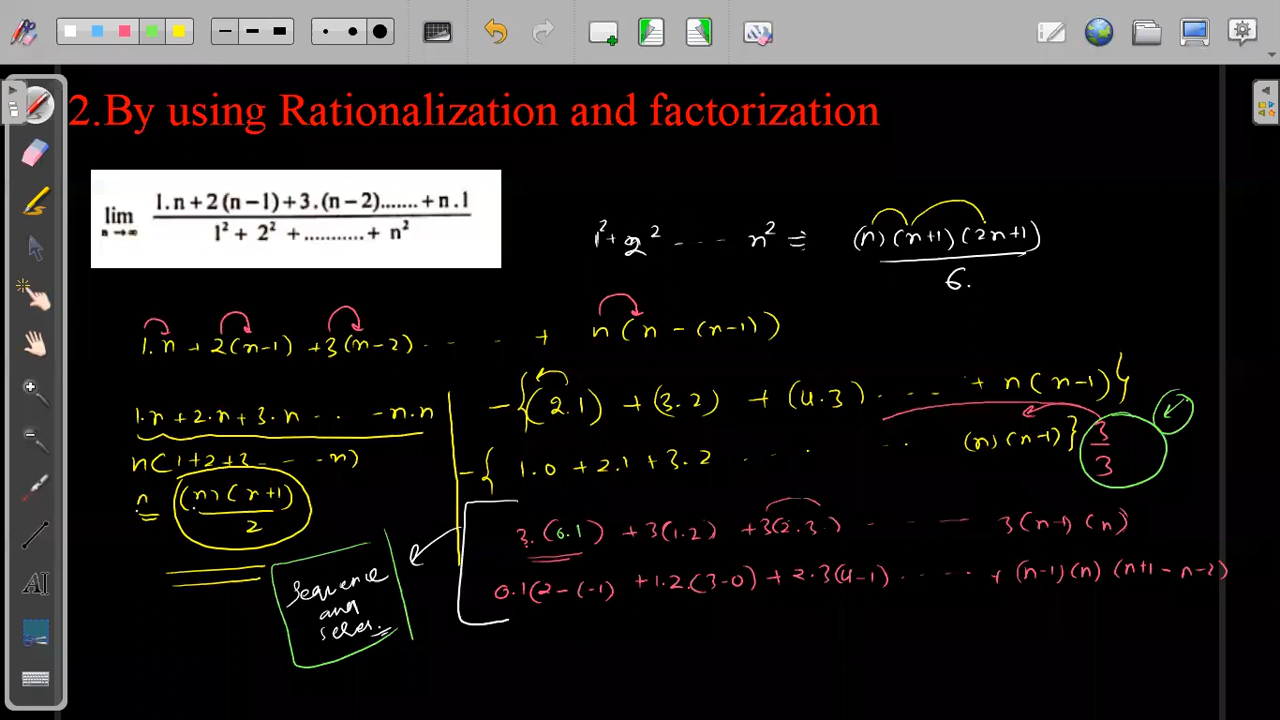 2.By using Rationalization and factorization
lim n→∞ (1.n+2(n−1)+3.(n−2).......+n.1) / (1² + 2² +...........+ n²)
1²+2² .... n² = (n)(n+1)(2n+1) / 6.
1.n + 2(n−1) + 3(n−2) ..... + n(n − (n−1))
1.n + 2.n + 3.n ... − n.n
n(1+2+3 .... n)
n (n)(n+1) / 2
− {(2.1) + (3.2) + (4.3) ..... + n(n−1)}
− { 1.0 + 2.1 + 3.2 ...... (n)(n−1)} 3/3
3.(0.1) + 3(1.2) + 3(2.3) ..... 3(n−1)(n)
0.1(2−(−1) + 1.2.(3−0) + 2.3(4−1) ..... + (n−1)(n)(n+1−n−2)
Sequence
and